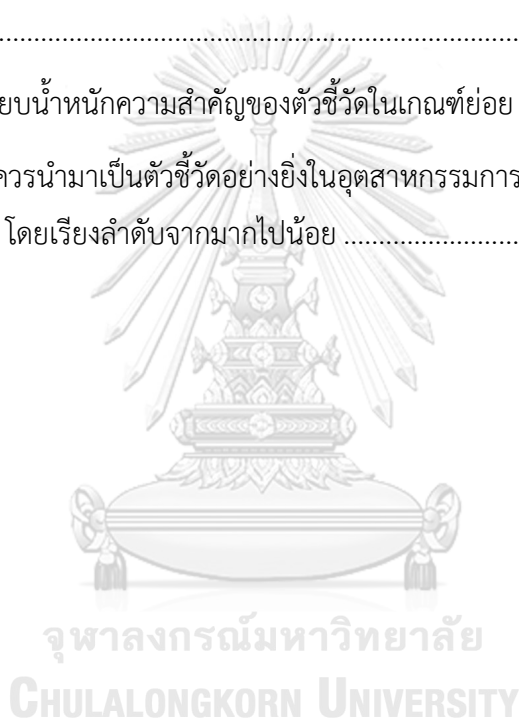 ................................................................................
ยบน้ำหนักความสำคัญของตัวชี้วัดในเกณฑ์ย่อย
ควรนำมาเป็นตัวชี้วัดอย่างยิ่งในอุตสาหกรรมการ
โดยเรียงลำดับจากมากไปน้อย ..........................
จุฬาลงกรณ์มหาวิทยาลัย
CHULALONGKORN UNIVERSITY